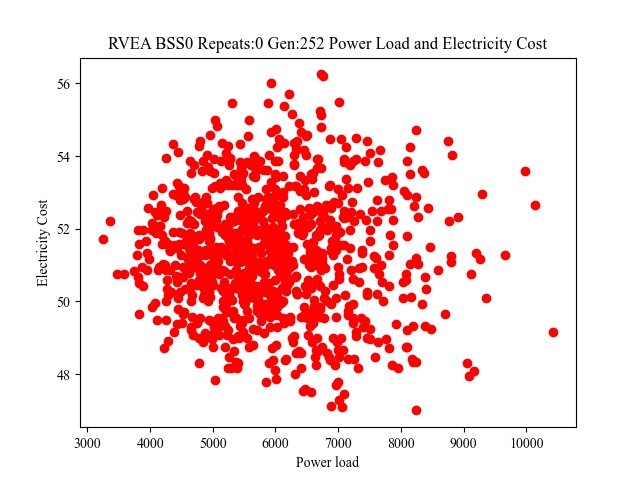 RVEA BSS0 Repeats:0 Gen:252 Power Load and Electricity Cost
56
54
52
50
48
Electricity Cost
3000 4000 5000 6000 7000 8000 9000 10000
Power load